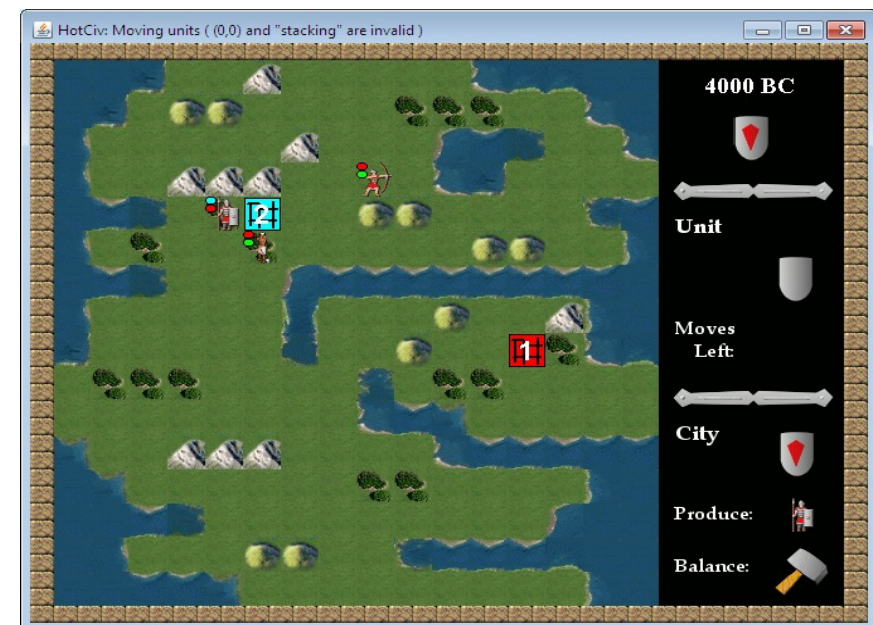 HotCiv: Moving units ( (0,0) and "stacking" are invalid )
4000 BC
Unit
2
Moves
Left:
1
City
Produce:
Balance: